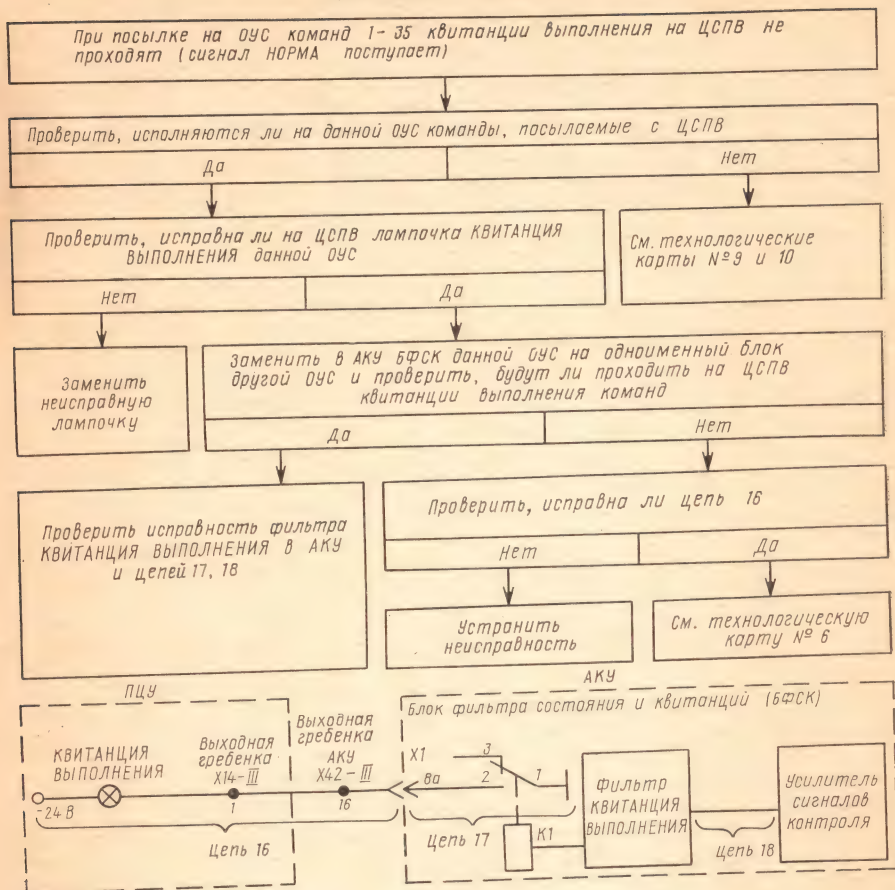 При посылке на ОУС команд 1-35 квитанции выполнения на ЦСПВ не
проходят (сигнал НОРМА поступает)
Проверить, исполняются ли на данной ОУС команды, посылаемые с ЦСПВ
Да
Нет
Проверить, исправна ли на ЦСПВ лампочка КВИТАНЦИЯ
ВЫПОЛНЕНИЯ данной ОУС
Нет
Да
См. технологические
карты №9 и 10
Заменить
неисправную
лампочку
Заменить в АКУ БФСК данной ОУС на одноименный блок
другой ОУС и проверить, будут ли проходить на ЦСПВ
квитанции выполнения команд
Да
Нет
Проверить исправность фильтра
КВИТАНЦИЯ ВЫПОЛНЕНИЯ в АКУ
и цепей 17, 18
Проверить, исправна ли цепь 16
Нет
Да
Устранить
неисправность
См. технологическую
карту № 6
ПЦУ
АКУ
Блок фильтра состояния и квитанций (БФСК)
КВИТАНЦИЯ
ВЫПОЛНЕНИЯ
Выходная
гребенка
X14-III
Выходная
гребенка
АКУ
X42-III
X1
8а
3
2
1
-24 В
1
16
K1
Фильтр
КВИТАНЦИЯ
ВЫПОЛНЕНИЯ
Усилитель
сигналов
контроля
Цепь 16
Цепь 17
Цепь 18